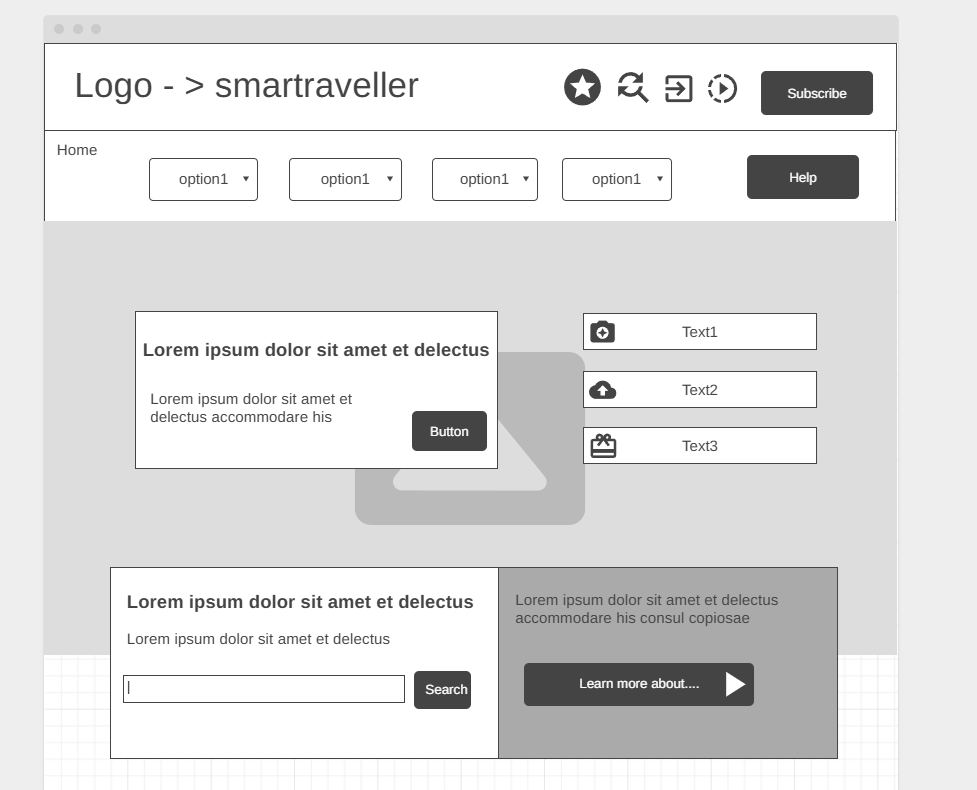 Logo - > smartraveller
Subscribe
Home
option1
option1
option1
option1
Help
Lorem ipsum dolor sit amet et delectus
Lorem ipsum dolor sit amet et
delectus accommodare his
Button
Text1
Text2
Text3
Lorem ipsum dolor sit amet et delectus
Lorem ipsum dolor sit amet et delectus
Search
Lorem ipsum dolor sit amet et delectus
accommodare his consul copiosae
Learn more about....